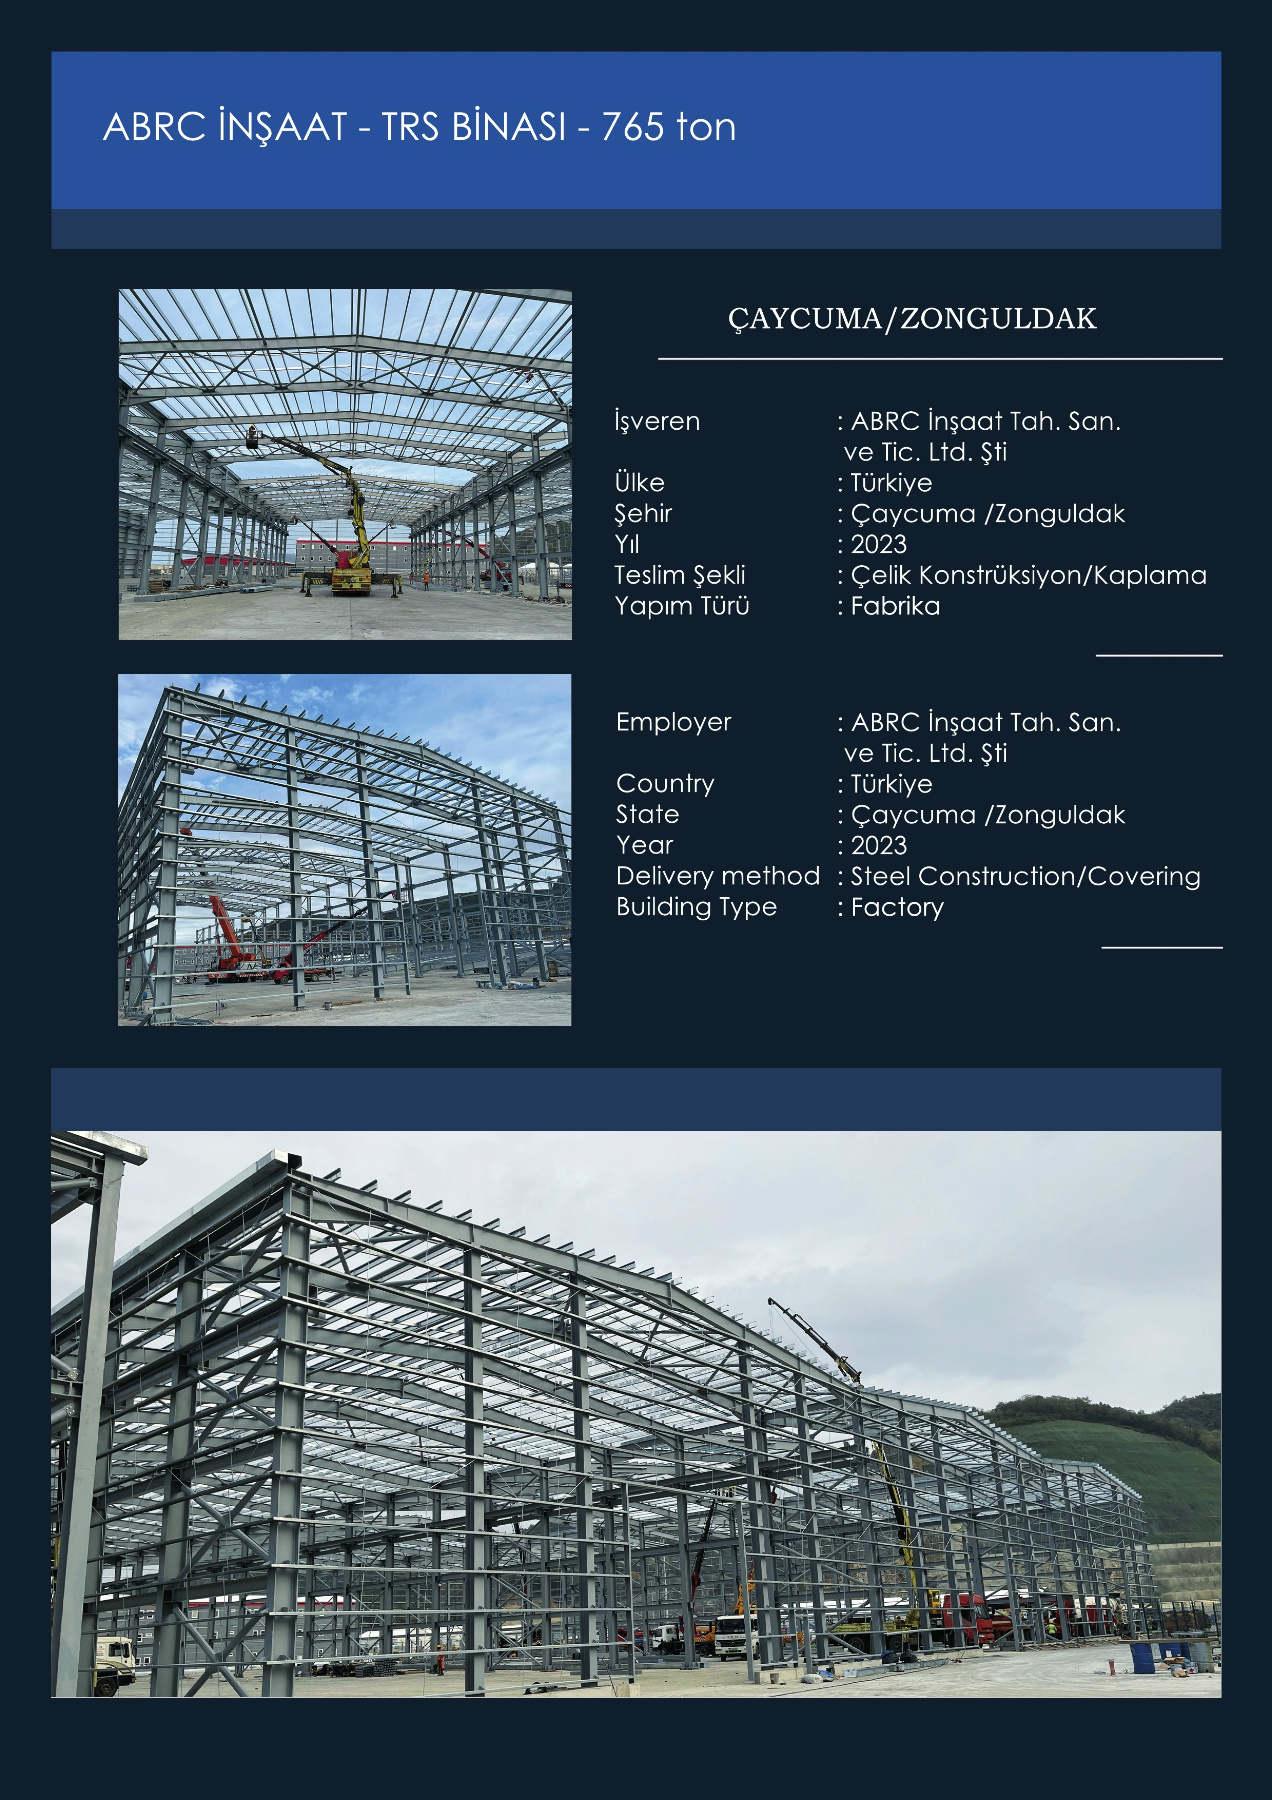 ABRC İNŞAAT - TRS BİNASI - 765 ton
ÇAYCUMA/ZONGULDAK
İşveren : ABRC İnşaat Tah. San.
ve Tic. Ltd. Şti
Ülke : Türkiye
Şehir : Çaycuma /Zonguldak
Yıl : 2023
Teslim Şekli : Çelik Konstrüksiyon/Kaplama
Yapım Türü : Fabrika
Employer : ABRC İnşaat Tah. San.
ve Tic. Ltd. Şti
Country : Türkiye
State : Çaycuma /Zonguldak
Year : 2023
Delivery method : Steel Construction/Covering
Building Type : Factory